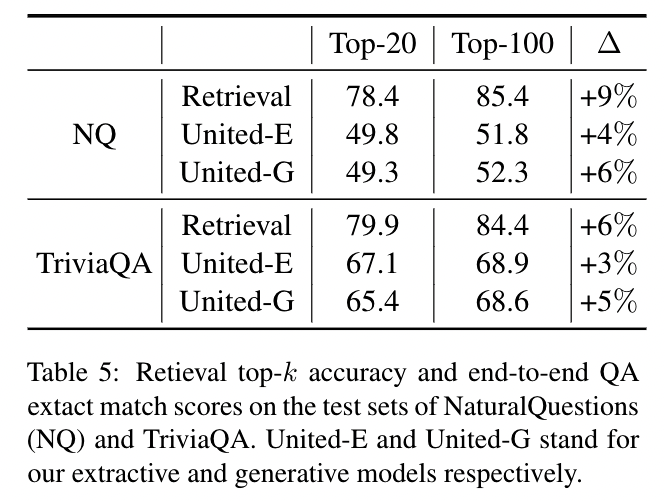 Top-20 Top-100 Δ
Retrieval 78.4 85.4 +9%
NQ United-E 49.8 51.8 +4%
United-G 49.3 52.3 +6%
Retrieval 79.9 84.4 +6%
TriviaQA United-E 67.1 68.9 +3%
United-G 65.4 68.6 +5%
Table 5: Retieval top-k accuracy and end-to-end QA
extact match scores on the test sets of NaturalQuestions
(NQ) and TriviaQA. United-E and United-G stand for
our extractive and generative models respectively.